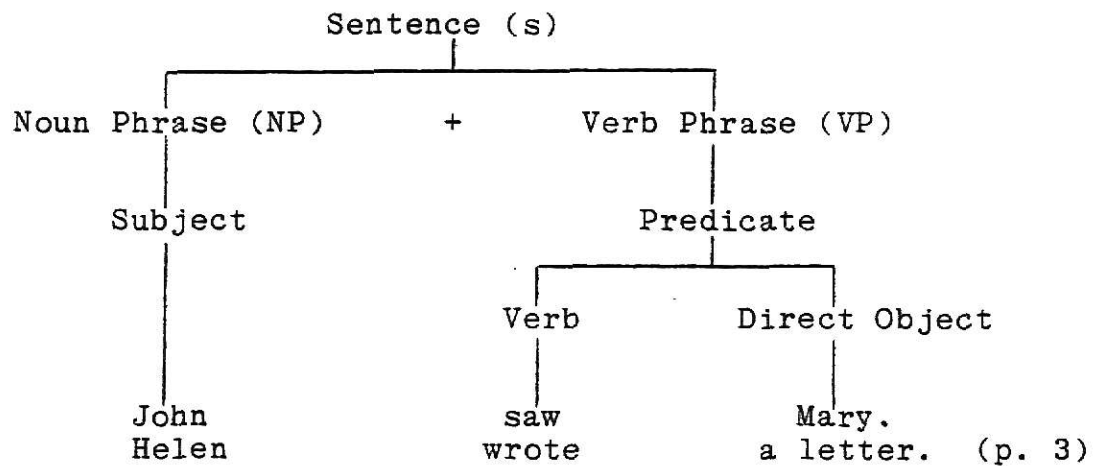 Sentence (s)
Noun Phrase (NP) + Verb Phrase (VP)
Subject Predicate
Verb Direct Object
John saw Mary.
Helen wrote a letter. (p. 3)